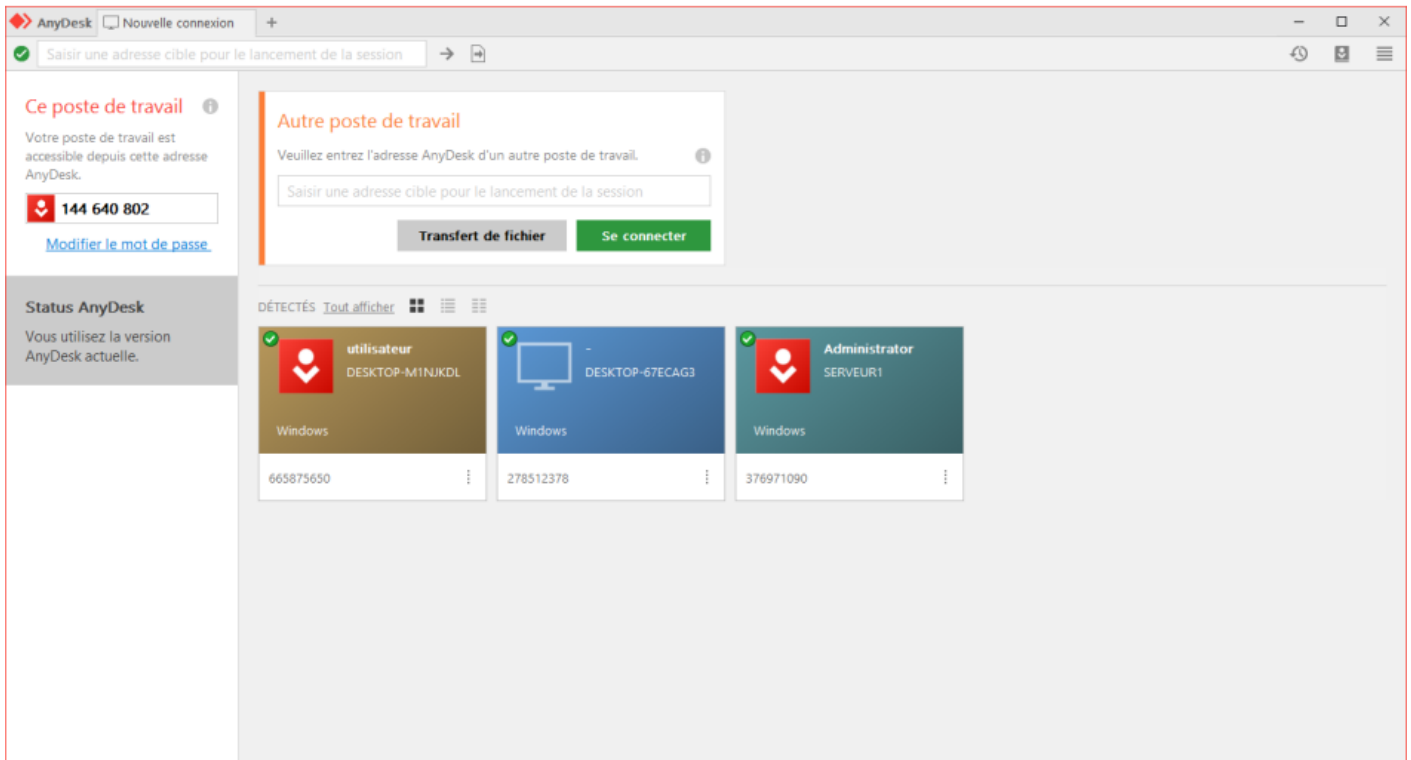 AnyDesk
Nouvelle connexion
+
Saisir une adresse cible pour le lancement de la session
Ce poste de travail
Votre poste de travail est
accessible depuis cette adresse
AnyDesk.
144 640 802
Modifier le mot de passe
Status AnyDesk
Vous utilisez la version
AnyDesk actuelle.
Autre poste de travail
Veuillez entrez l'adresse AnyDesk d'un autre poste de travail.
Saisir une adresse cible pour le lancement de la session
Transfert de fichier
Se connecter
DÉTECTÉS Tout afficher
utilisateur
DESKTOP-M1NJKDL
Windows
665875650
-
DESKTOP-67ECAG3
Windows
278512378
Administrator
SERVEUR1
Windows
376971090